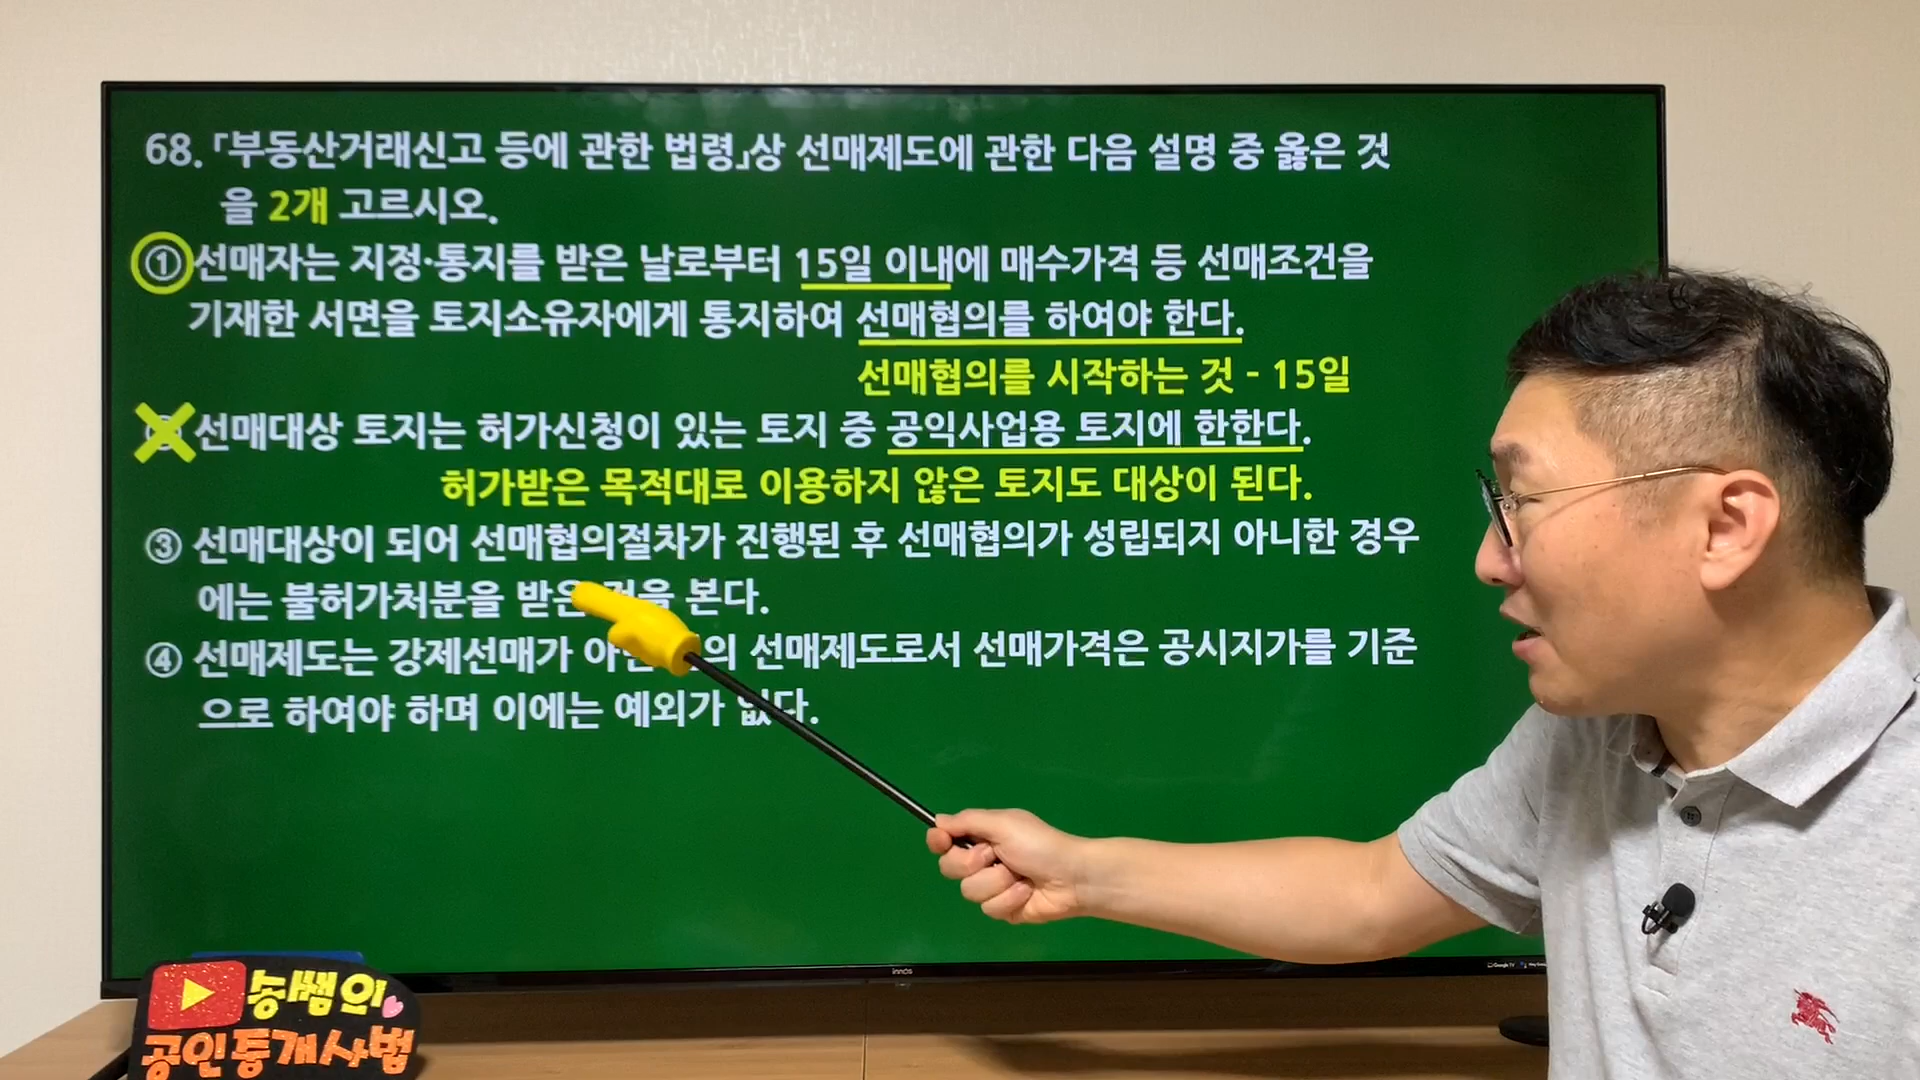 68. 「부동산거래신고 등에 관한 법령」상 선매제도에 관한 다음 설명 중 옳은 것
을 2개 고르시오.
① 선매자는 지정·통지를 받은 날로부터 15일 이내에 매수가격 등 선매조건을
기재한 서면을 토지소유자에게 통지하여 선매협의를 하여야 한다.
선매협의를 시작하는 것 - 15일
선매대상 토지는 허가신청이 있는 토지 중 공익사업용 토지에 한한다.
허가받은 목적대로 이용하지 않은 토지도 대상이 된다.
③ 선매대상이 되어 선매협의절차가 진행된 후 선매협의가 성립되지 아니한 경우
에는 불허가처분을 받은 것을 본다.
④ 선매제도는 강제선매가 의 선매제도로서 선매가격은 공시지가를 기준
으로 하여야 하며 이에는 예외가 없다.
innos
Google TV
송쌤의
공인중개사법